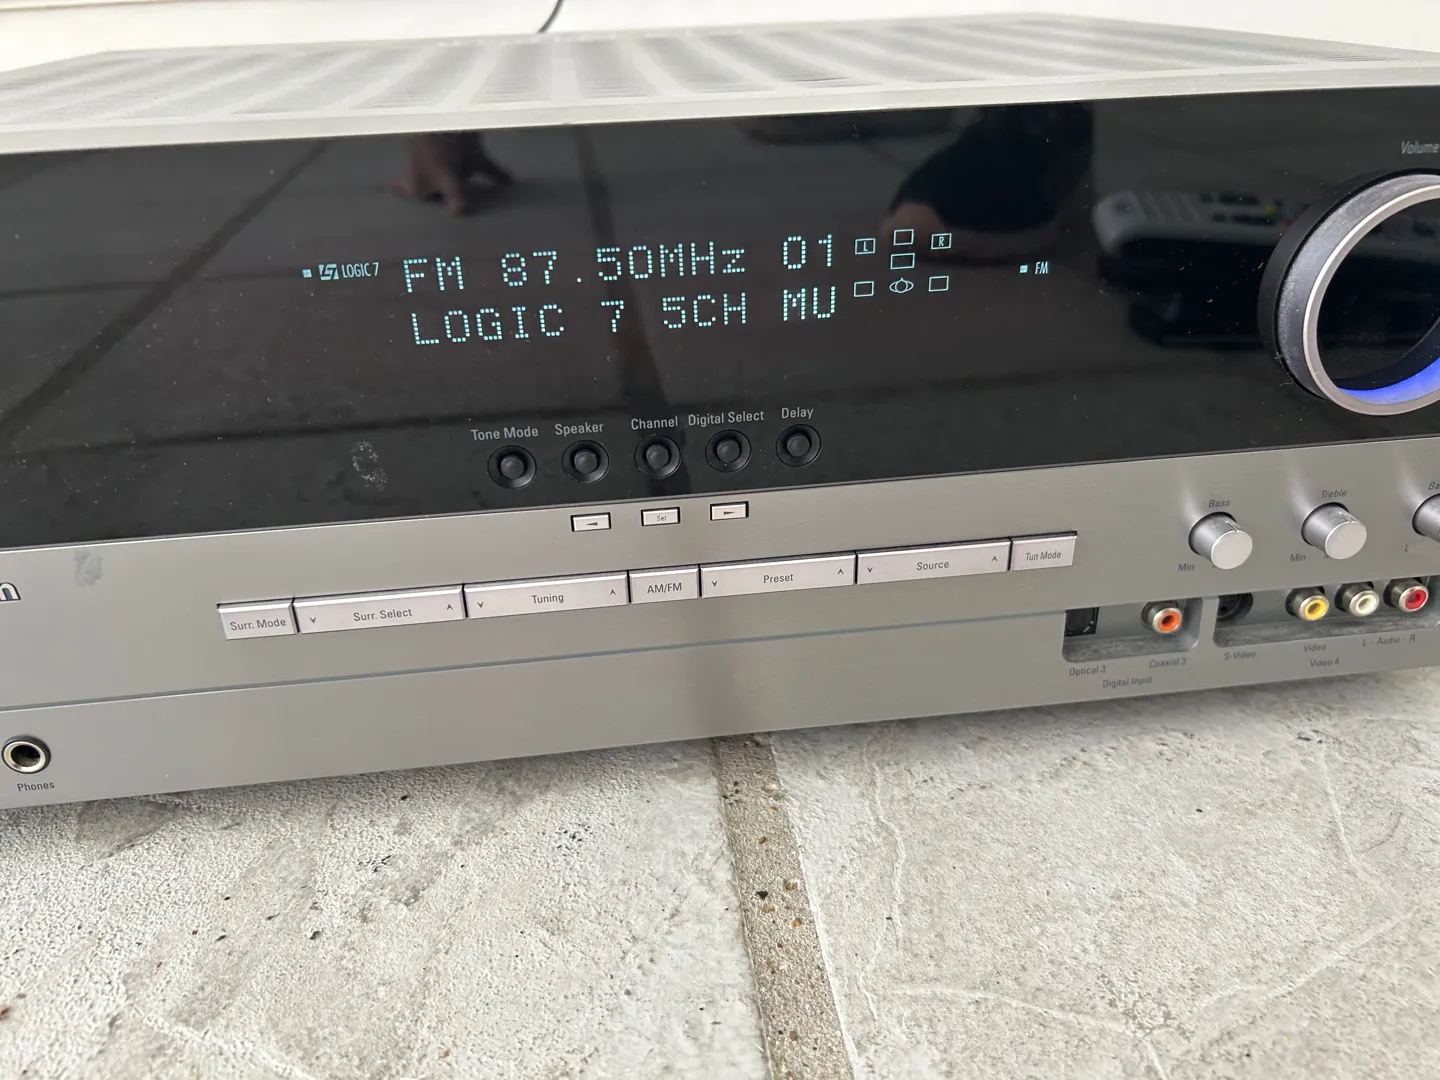 Volume
LOGIC 7
FM 87.50MHz 01
L
R
FM
LOGIC 7 5CH MU
Tone Mode
Speaker
Channel
Digital Select
Delay
Set
Bass
Treble
Ba
Min
Min
L
n
Surr. Mode
Surr. Select
Tuning
AM/FM
Preset
Source
Tun Mode
Optical 3
Coaxial 3
S-Video
Video
L - Audio - R
Digital Input
Video 4
Phones